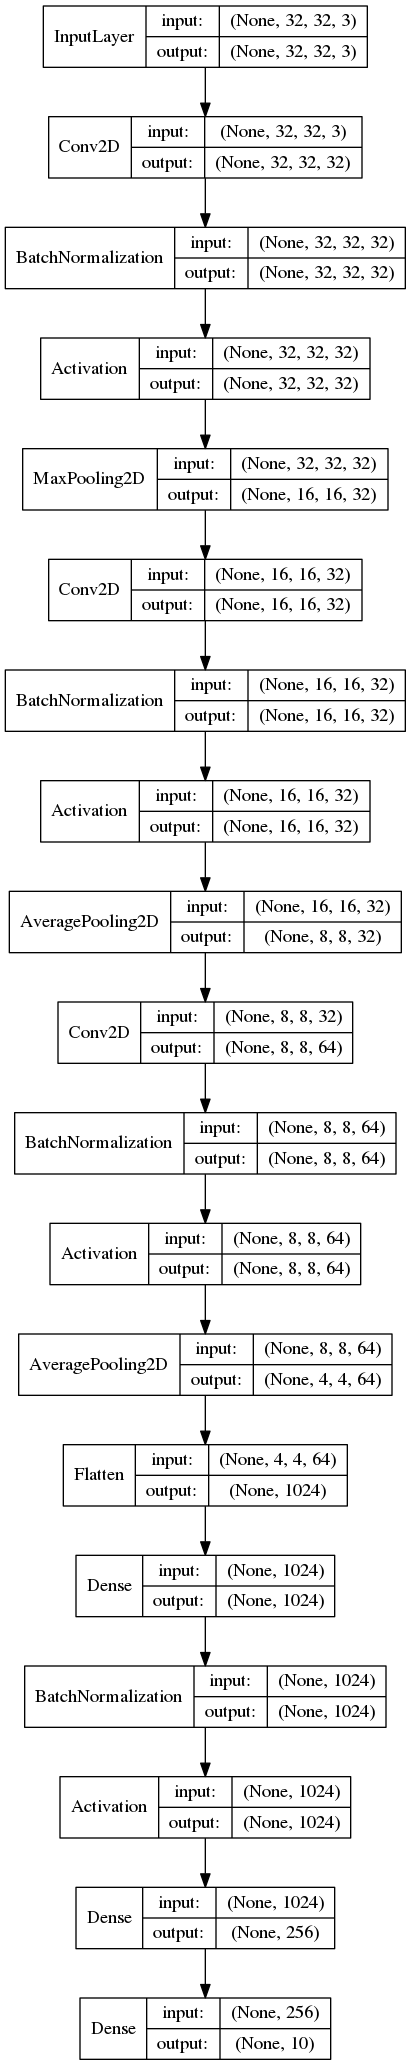 InputLayer
input: (None, 32, 32, 3)
output: (None, 32, 32, 3)
Conv2D
input: (None, 32, 32, 3)
output: (None, 32, 32, 32)
BatchNormalization
input: (None, 32, 32, 32)
output: (None, 32, 32, 32)
Activation
input: (None, 32, 32, 32)
output: (None, 32, 32, 32)
MaxPooling2D
input: (None, 32, 32, 32)
output: (None, 16, 16, 32)
Conv2D
input: (None, 16, 16, 32)
output: (None, 16, 16, 32)
BatchNormalization
input: (None, 16, 16, 32)
output: (None, 16, 16, 32)
Activation
input: (None, 16, 16, 32)
output: (None, 16, 16, 32)
AveragePooling2D
input: (None, 16, 16, 32)
output: (None, 8, 8, 32)
Conv2D
input: (None, 8, 8, 32)
output: (None, 8, 8, 64)
BatchNormalization
input: (None, 8, 8, 64)
output: (None, 8, 8, 64)
Activation
input: (None, 8, 8, 64)
output: (None, 8, 8, 64)
AveragePooling2D
input: (None, 8, 8, 64)
output: (None, 4, 4, 64)
Flatten
input: (None, 4, 4, 64)
output: (None, 1024)
Dense
input: (None, 1024)
output: (None, 1024)
BatchNormalization
input: (None, 1024)
output: (None, 1024)
Activation
input: (None, 1024)
output: (None, 1024)
Dense
input: (None, 1024)
output: (None, 256)
Dense
input: (None, 256)
output: (None, 10)